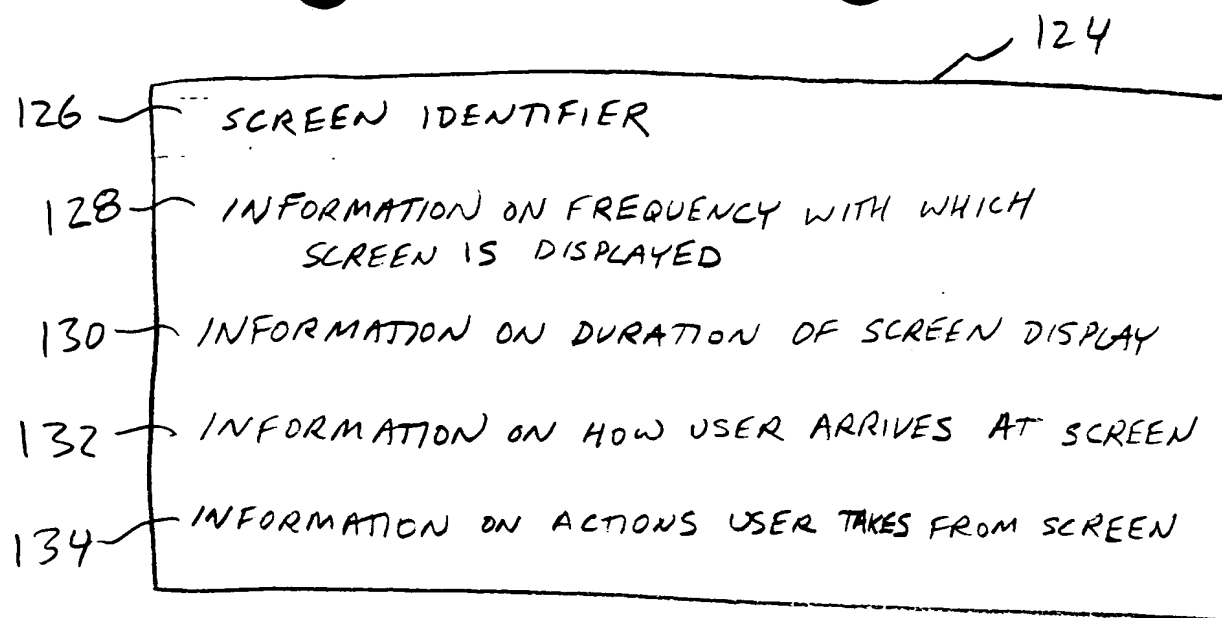 124
126 SCREEN IDENTIFIER
128 INFORMATION ON FREQUENCY WITH WHICH
SCREEN IS DISPLAYED
130 INFORMATION ON DURATION OF SCREEN DISPLAY
132 INFORMATION ON HOW USER ARRIVES AT SCREEN
134 INFORMATION ON ACTIONS USER TAKES FROM SCREEN